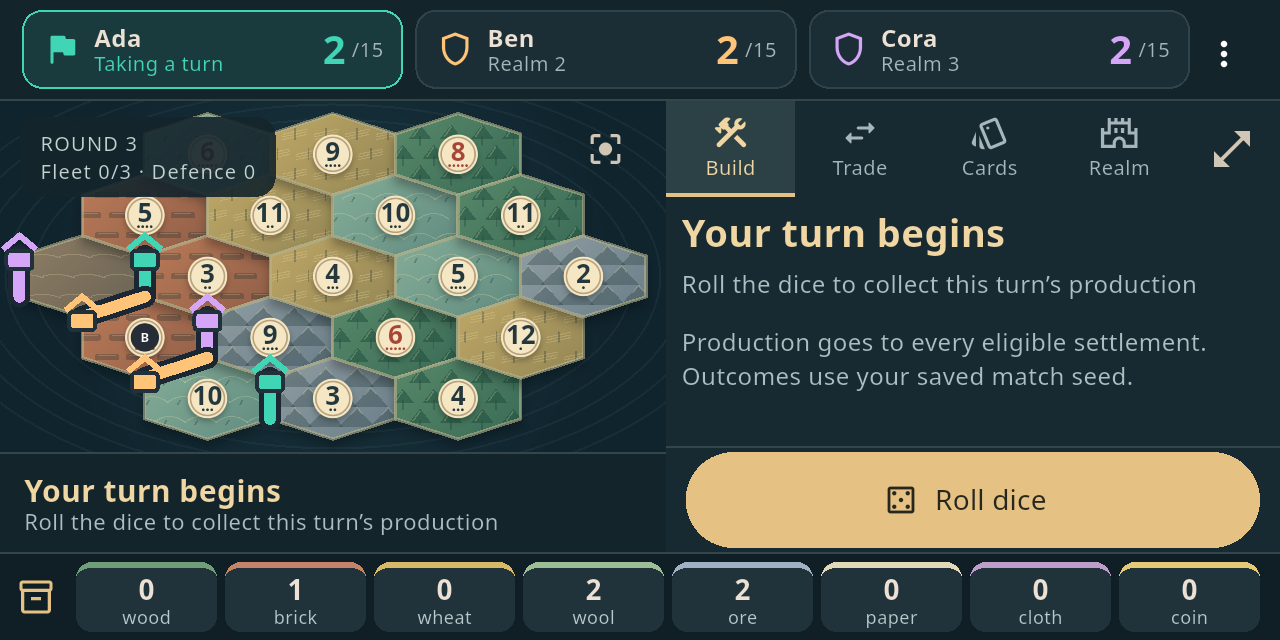 Ada
Taking a turn
2 /15
Ben
Realm 2
2 /15
Cora
Realm 3
2 /15
ROUND 3
Fleet 0/3 · Defence 0
6
9
8
5
11
10
11
3
4
5
2
B
9
6
12
10
3
4
Build
Trade
Cards
Realm
Your turn begins
Roll the dice to collect this turn’s production
Production goes to every eligible settlement.
Outcomes use your saved match seed.
Roll dice
Your turn begins
Roll the dice to collect this turn’s production
0
wood
1
brick
0
wheat
2
wool
2
ore
0
paper
0
cloth
0
coin